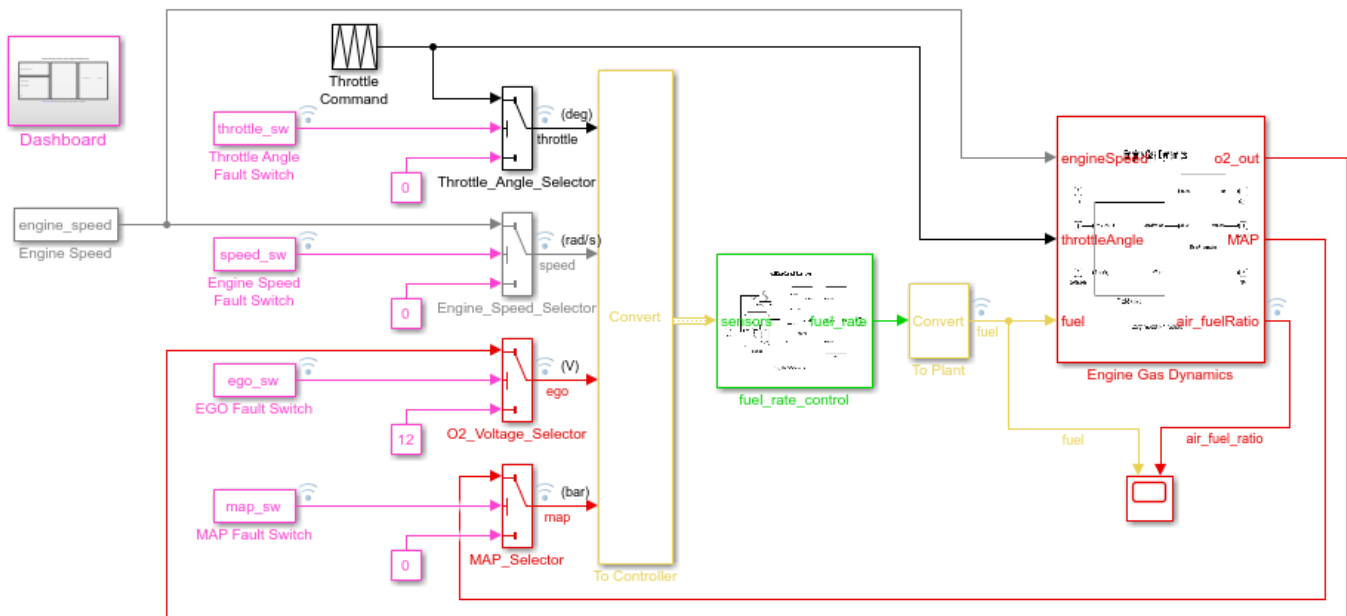 Dashboard
Throttle
Command
throttle_sw
Throttle Angle
Fault Switch
0
(deg)
throttle
Throttle_Angle_Selector
engine_speed
Engine Speed
speed_sw
Engine Speed
Fault Switch
0
(rad/s)
speed
Engine_Speed_Selector
ego_sw
EGO Fault Switch
12
(V)
ego
O2_Voltage_Selector
map_sw
MAP Fault Switch
0
(bar)
map
MAP_Selector
Convert
To Controller
sensors
fuel_rate
fuel_rate_control
Convert
To Plant
fuel
engineSpeed
Engine Gas Dynamics
o2_out
throttleAngle
MAP
fuel
air_fuelRatio
Engine Gas Dynamics
fuel
air_fuel_ratio